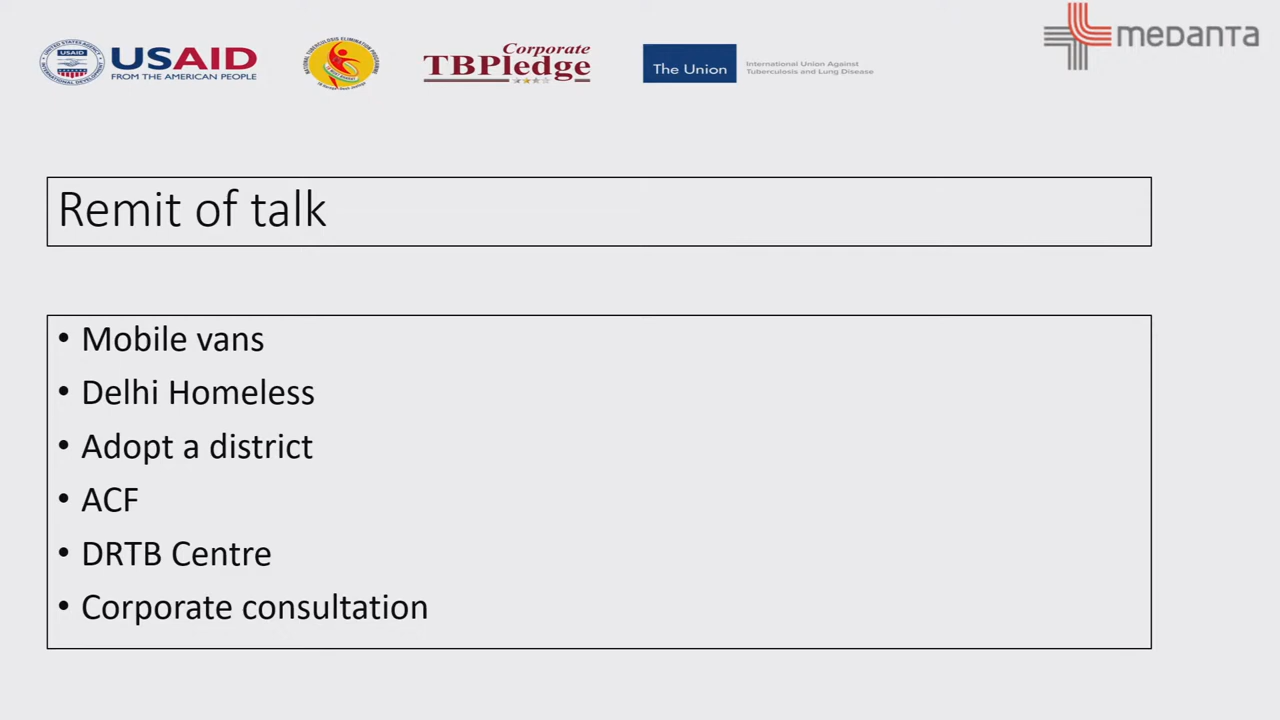 USAID
FROM THE AMERICAN PEOPLE
Corporate
TBPledge
The Union
International Union Against
Tuberculosis and Lung Disease
medanta
Remit of talk
• Mobile vans
• Delhi Homeless
• Adopt a district
• ACF
• DRTB Centre
• Corporate consultation